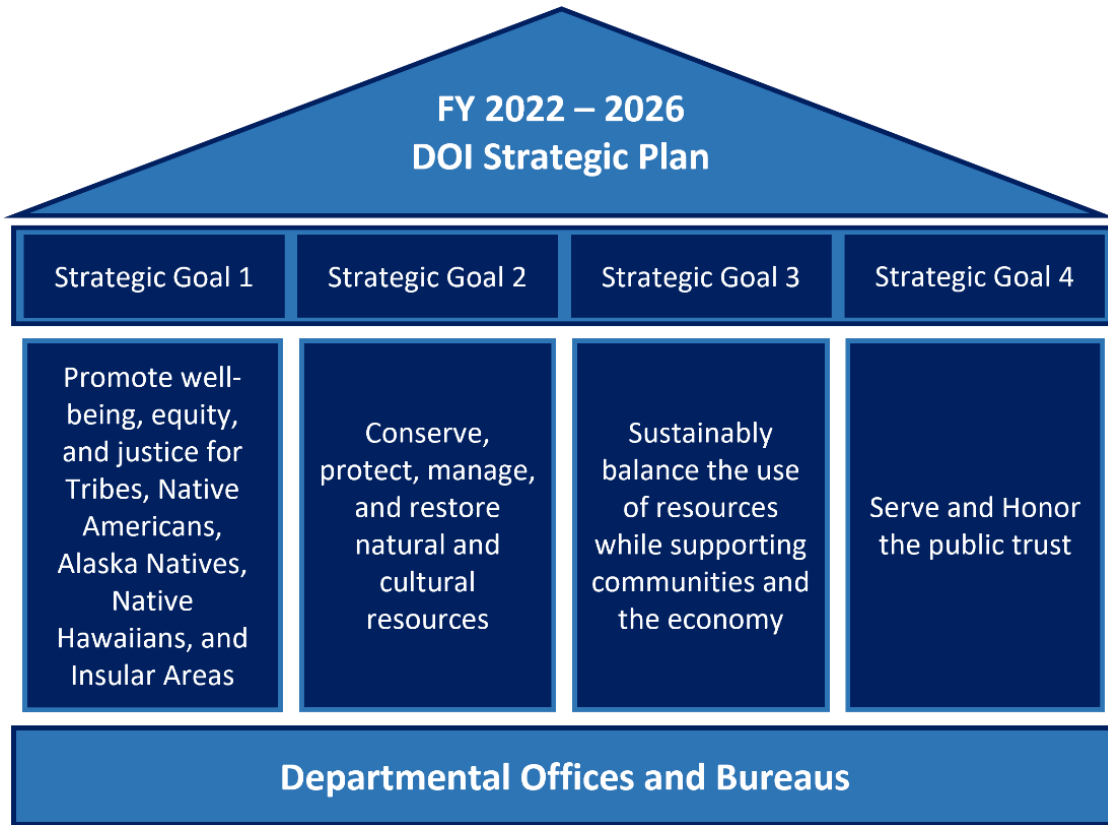 FY 2022 – 2026
DOI Strategic Plan
Strategic Goal 1
Strategic Goal 2
Strategic Goal 3
Strategic Goal 4
Promote well-
being, equity,
and justice for
Tribes, Native
Americans,
Alaska Natives,
Native
Hawaiians, and
Insular Areas
Conserve,
protect, manage,
and restore
natural and
cultural
resources
Sustainably
balance the use
of resources
while supporting
communities and
the economy
Serve and Honor
the public trust
Departmental Offices and Bureaus